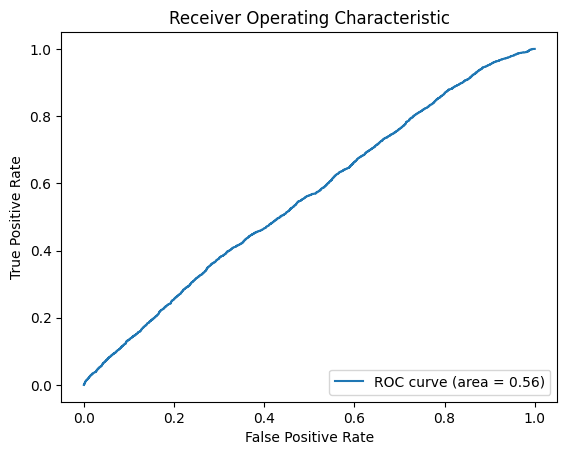 Receiver Operating Characteristic
1.0
0.8
0.6
0.4
0.2
0.0
True Positive Rate
ROC curve (area = 0.56)
0.0 0.2 0.4 0.6 0.8 1.0
False Positive Rate